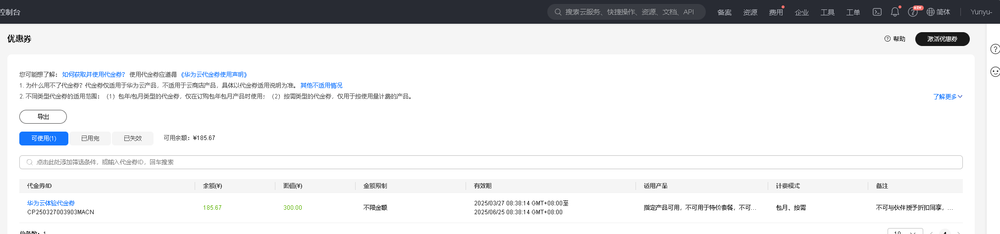 控制台
搜索云服务、快捷操作、资源、文档、API 备案 资源 费用 企业 工具 工单 NEW 简体 Yunyu-
优惠券
帮助 激活优惠券
您可能想了解： 如何获取并使用代金券？ 使用代金券应遵循 《华为云代金券使用声明》
1. 为什么用不了代金券？代金券仅适用于华为云产品，不适用于云商店产品，具体以代金券适用说明为准。 其他不适用情况
2. 不同类型代金券的适用范围：（1）包年/包月类型的代金券，仅在订购包年包月产品时使用；（2）按需类型的代金券，仅用于按使用量计费的产品。
了解更多
导出
可使用(1) 已用完 已失效 可用余额：¥185.67
点击此处添加筛选条件，或输入代金券ID，回车搜索
代金券/ID 余额(¥) 面值(¥) 金额限制 有效期 适用产品 计费模式 备注
华为云体验代金券
CP250327003903MACN
185.67 300.00 不限金额
2025/03/27 08:38:14 GMT+08:00至
2025/06/25 08:38:14 GMT+08:00
指定产品可用，不可用于特价套餐，不可... 包月、按需 不可与伙伴授予折扣同享，...
总条数：1
10 1